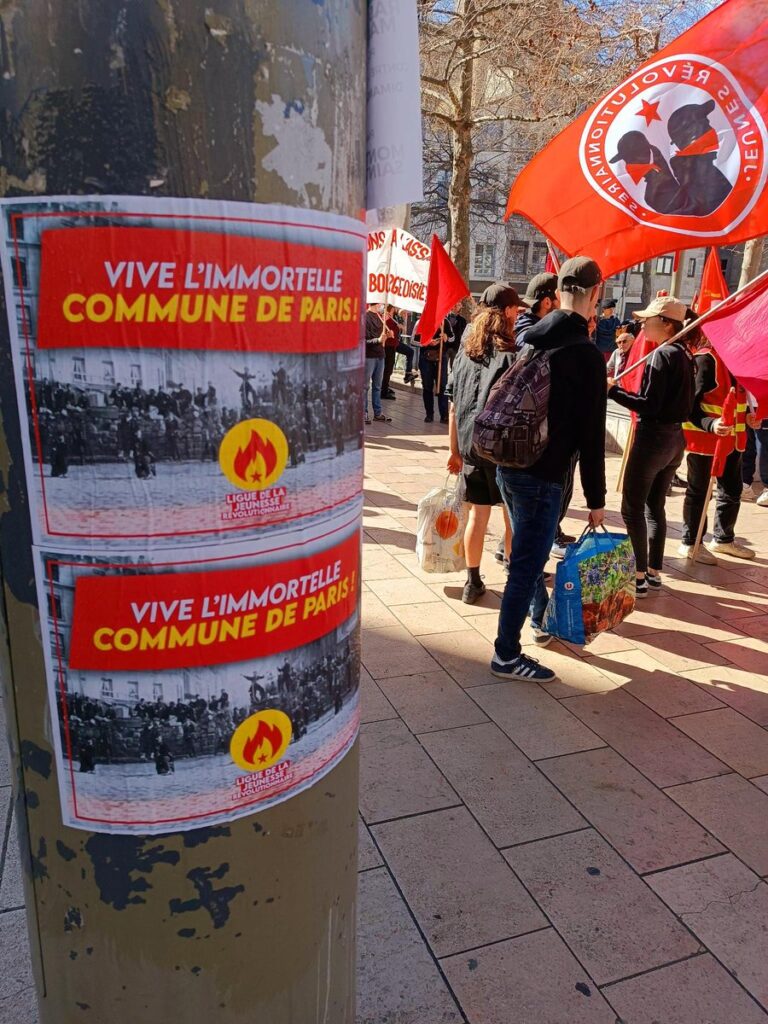 VIVE L'IMMORTELLE
COMMUNE DE PARIS !
LIGUE DE LA
JEUNESSE
RÉVOLUTIONNAIRE
VIVE L'IMMORTELLE
COMMUNE DE PARIS !
LIGUE DE LA
JEUNESSE
RÉVOLUTIONNAIRE
BOURGEOISIE
JEUNES RÉVOLUTIONNAIRES